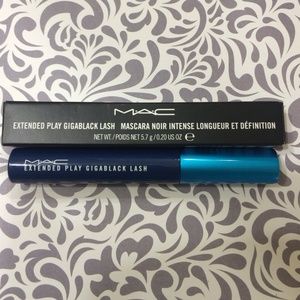 MAC
EXTENDED PLAY GIGABLACK LASH MASCARA NOIR INTENSE LONGUEUR ET DÉFINITION
NET WT. / POIDS NET 5.7 g / 0.20 US OZ ℮
MAC
EXTENDED PLAY GIGABLACK LASH